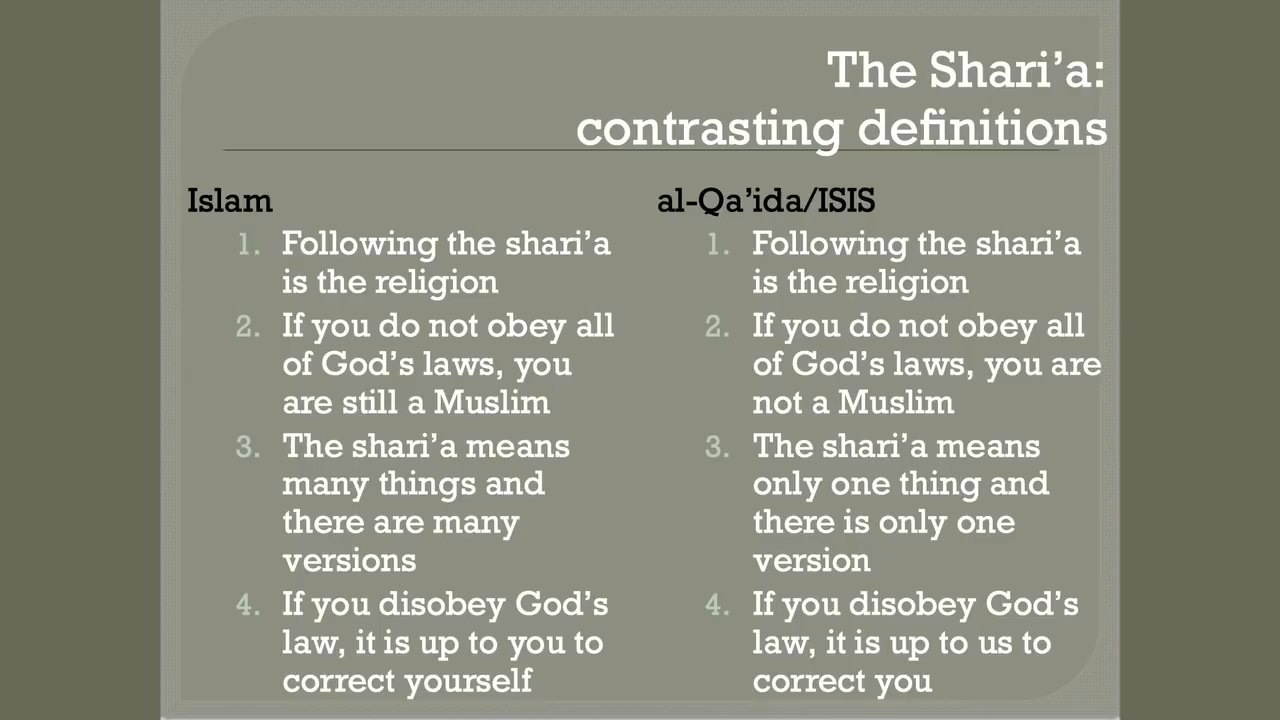 The Shari’a:
contrasting definitions
Islam
1. Following the shari’a
is the religion
2. If you do not obey all
of God’s laws, you
are still a Muslim
3. The shari’a means
many things and
there are many
versions
4. If you disobey God’s
law, it is up to you to
correct yourself
al-Qa’ida/ISIS
1. Following the shari’a
is the religion
2. If you do not obey all
of God’s laws, you are
not a Muslim
3. The shari’a means
only one thing and
there is only one
version
4. If you disobey God’s
law, it is up to us to
correct you